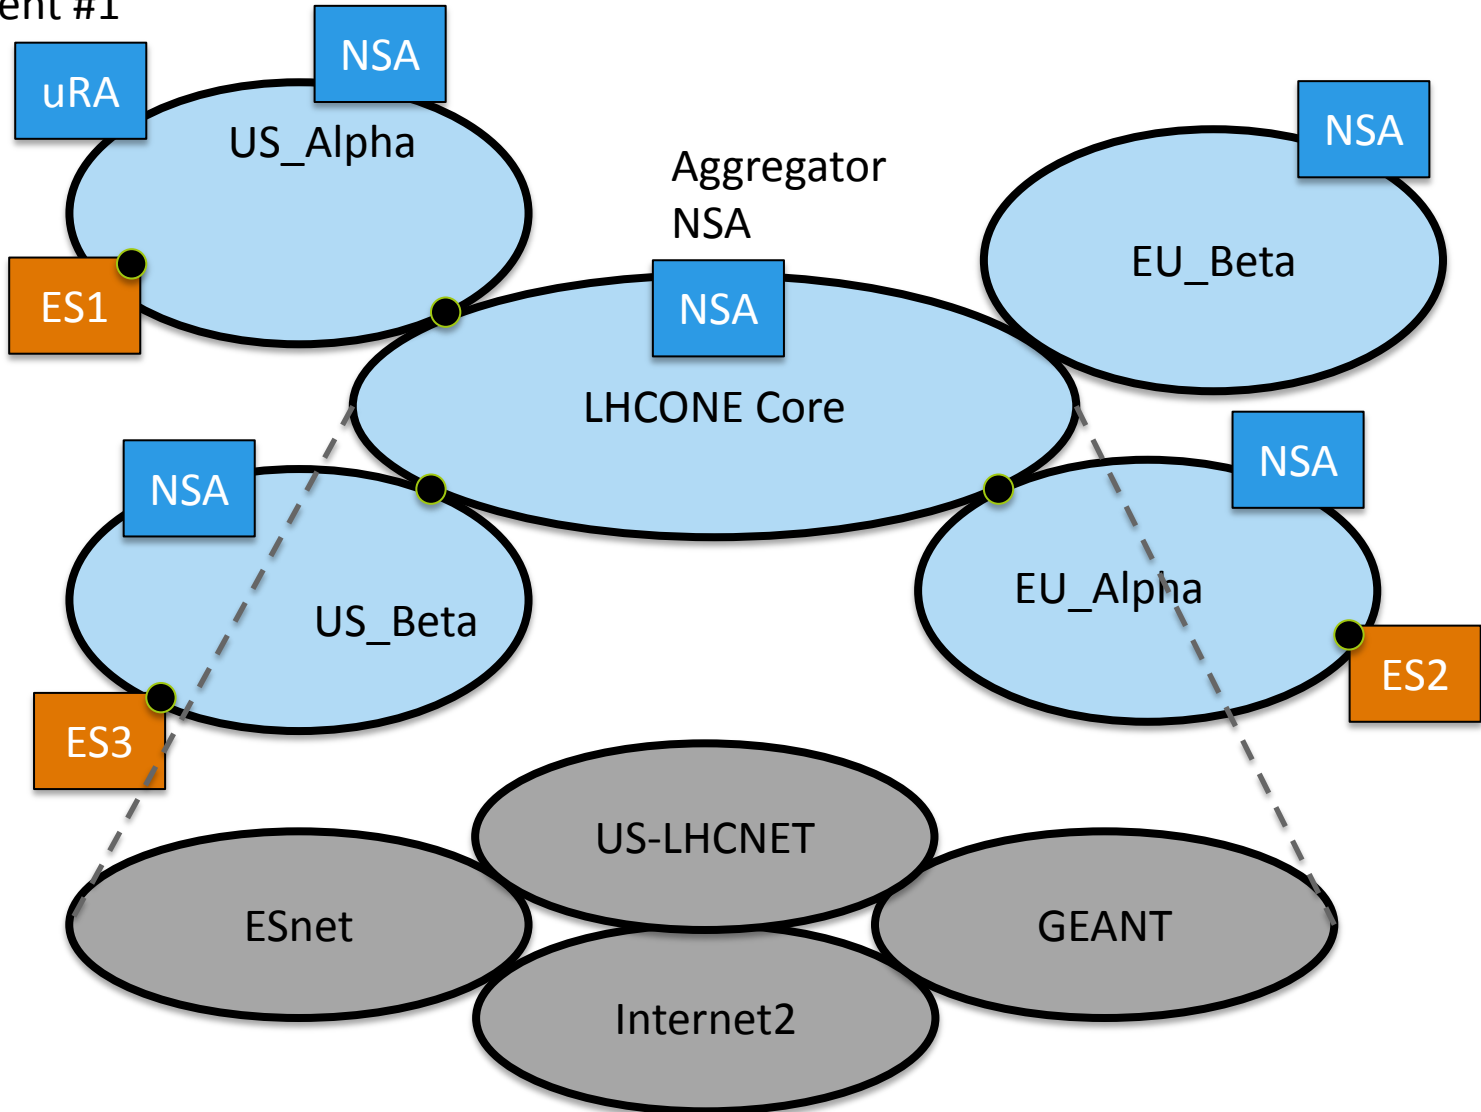 #1
NSA
uRA
US_Alpha
NSA
Aggregator
NSA
EU_Beta
ES1
NSA
LHCONE Core
NSA
NSA
EU_Alpha
US_Beta
ES2
ES3
US-LHCNET
ESnet
GEANT
Internet2